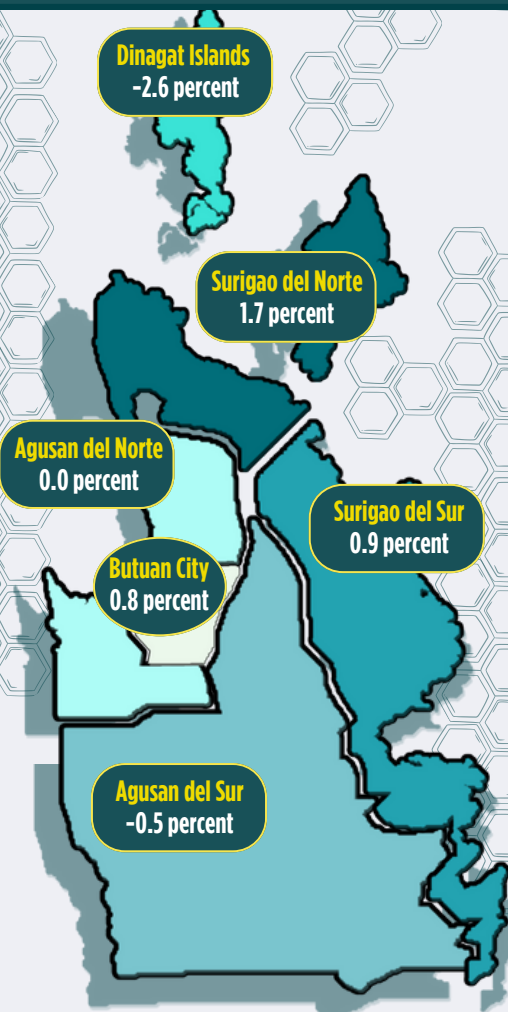 Dinagat Islands
-2.6 percent
Surigao del Norte
1.7 percent
Agusan del Norte
0.0 percent
Surigao del Sur
0.9 percent
Butuan City
0.8 percent
Agusan del Sur
-0.5 percent